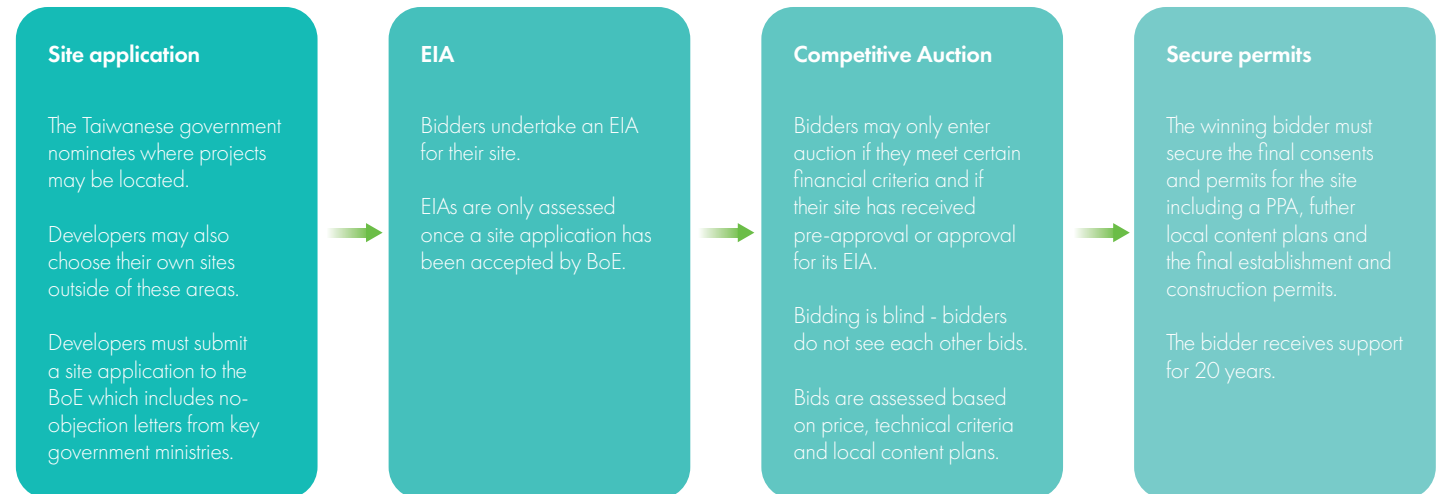 Site application
The Taiwanese government
nominates where projects
may be located.
Developers may also
choose their own sites
outside of these areas.
Developers must submit
a site application to the
BoE which includes no-
objection letters from key
government ministries.
EIA
Bidders undertake an EIA
for their site.
EIAs are only assessed
once a site application has
been accepted by BoE.
Competitive Auction
Bidders may only enter
auction if they meet certain
financial criteria and if
their site has received
pre-approval or approval
for its EIA.
Bidding is blind - bidders
do not see each other bids.
Bids are assessed based
on price, technical criteria
and local content plans.
Secure permits
The winning bidder must
secure the final consents
and permits for the site
including a PPA, futher
local content plans and
the final establishment and
construction permits.
The bidder receives support
for 20 years.